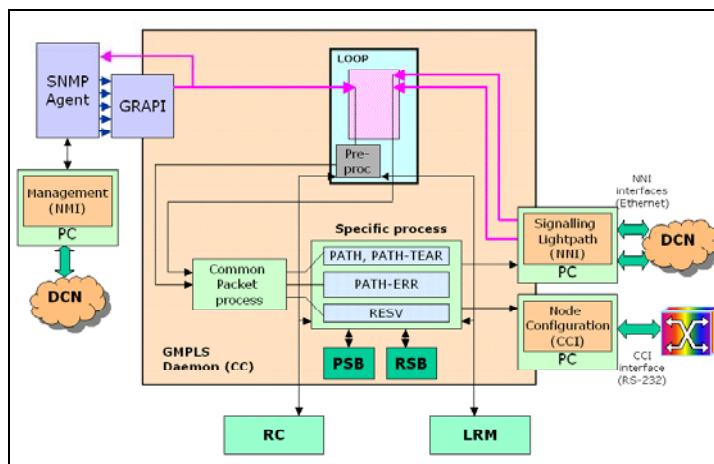 LOOP
SNMP
Agent
GRAPI
Pre-
proc
Management
(NMI)
PC
DCN
NNI
interfaces
(Ethernet)
Signalling
Lightpath
(NNI)
PC
DCN
Specific process
PATH, PATH-TEAR
PATH-ERR
RESV
Common
Packet
process
Node
Configuration
(CCI)
PC
CCI
interface
(RS-232)
GMPLS
Daemon (CC)
PSB
RSB
RC
LRM